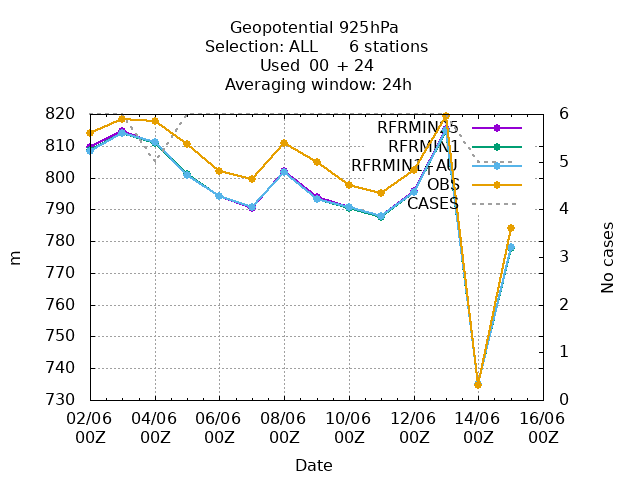 Geopotential 925hPa
Selection: ALL 6 stations
Used 00 + 24
Averaging window: 24h
820
810
800
790
780
770
760
750
740
730
m
6
5
4
3
2
1
0
No cases
RFRMIN15
RFRMIN1
RFRMIN1+AU
OBS
CASES
02/06 04/06 06/06 08/06 10/06 12/06 14/06 16/06
00Z 00Z 00Z 00Z 00Z 00Z 00Z 00Z
Date